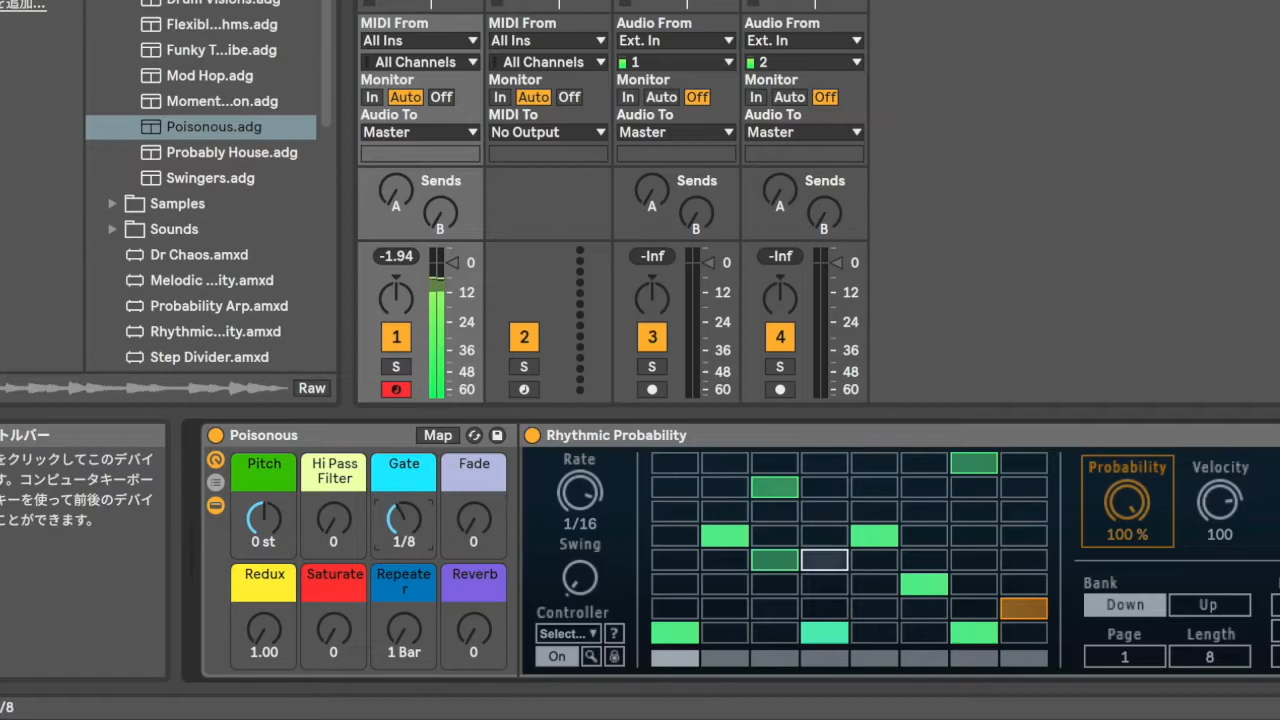 を追加...
Flexibl...hms.adg
Funky T...ibe.adg
Mod Hop.adg
Moment...on.adg
Poisonous.adg
Probably House.adg
Swingers.adg
Samples
Sounds
Dr Chaos.amxd
Melodic ...ity.amxd
Probability Arp.amxd
Rhythmic...ity.amxd
Step Divider.amxd
Raw
MIDI From
All Ins
All Channels
Monitor
In Auto Off
Audio To
Master
Sends
A
B
-1.94
0
12
24
36
48
60
1
S
MIDI From
All Ins
All Channels
Monitor
In Auto Off
MIDI To
No Output
2
S
Audio From
Ext. In
1
Monitor
In Auto Off
Audio To
Master
Sends
A
B
-Inf
0
12
24
36
48
60
3
S
Audio From
Ext. In
2
Monitor
In Auto Off
Audio To
Master
Sends
A
B
-Inf
0
12
24
36
48
60
4
S
トルバー
をクリックしてこのデバイ
す。コンピュータキーボー
キーを使って前後のデバイ
ことができます。
Poisonous
Map
Pitch
0 st
Hi Pass
Filter
0
Gate
1/8
Fade
0
Redux
1.00
Saturate
0
Repeate
r
1 Bar
Reverb
0
Rhythmic Probability
Rate
1/16
Swing
Controller
Select...
?
On
Probability
100 %
Velocity
100
Bank
Down
Up
Page
1
Length
8
/8